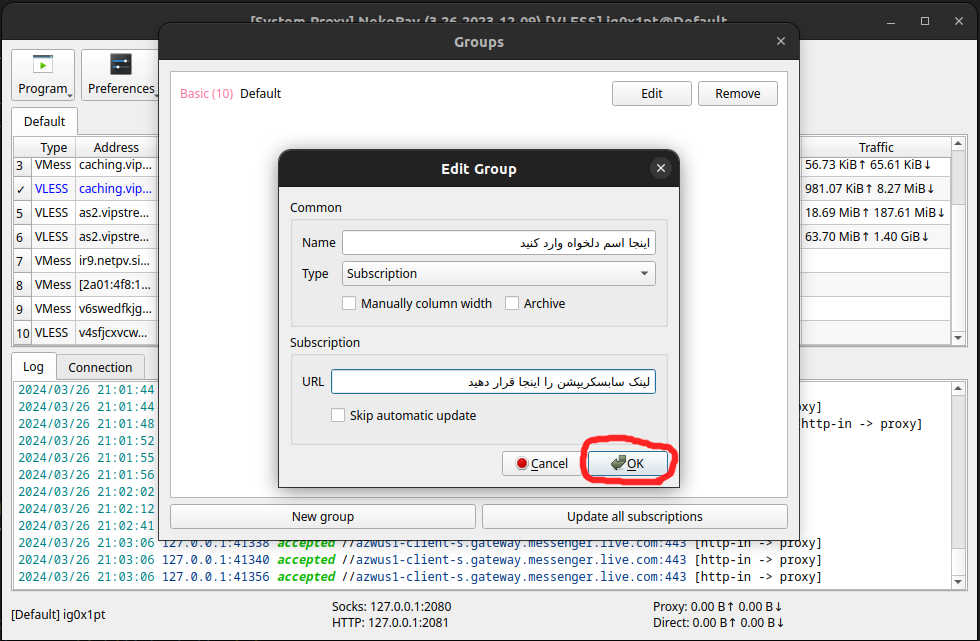 [System Proxy] NekoRay (3.26-2023-12-09) [VLESS] ig0x1pt@Default
Groups
Program
Preferences
Basic (10) Default
Edit
Remove
Default
Type
Address
Traffic
3 VMess caching.vip... 56.73 KiB↑ 65.61 KiB↓
✓ VLESS caching.vip... 981.07 KiB↑ 8.27 MiB↓
5 VLESS as2.vipstre... 18.69 MiB↑ 187.61 MiB↓
6 VLESS as2.vipstre... 63.70 MiB↑ 1.40 GiB↓
7 VMess ir9.netpv.si...
8 VMess [2a01:4f8:1...
9 VMess v6swedfkjg...
10 VLESS v4sfjcxvcw...
Edit Group
Common
Name اینجا اسم دلخواه وارد کنید
Type Subscription
Manually column width
Archive
Subscription
URL لینک سابسکریپشن را اینجا قرار دهید
Skip automatic update
Cancel
OK
New group
Update all subscriptions
Log
Connection
2024/03/26 21:01:44
2024/03/26 21:01:44 xy]
2024/03/26 21:01:48 http-in -> proxy]
2024/03/26 21:01:52
2024/03/26 21:01:55
2024/03/26 21:01:56
2024/03/26 21:02:02
2024/03/26 21:02:12
2024/03/26 21:02:41
2024/03/26 21:03:06 127.0.0.1:41338 accepted //azwus1-client-s.gateway.messenger.live.com:443 [http-in -> proxy]
2024/03/26 21:03:06 127.0.0.1:41340 accepted //azwus1-client-s.gateway.messenger.live.com:443 [http-in -> proxy]
2024/03/26 21:03:06 127.0.0.1:41356 accepted //azwus1-client-s.gateway.messenger.live.com:443 [http-in -> proxy]
[Default] ig0x1pt
Socks: 127.0.0.1:2080
HTTP: 127.0.0.1:2081
Proxy: 0.00 B↑ 0.00 B↓
Direct: 0.00 B↑ 0.00 B↓